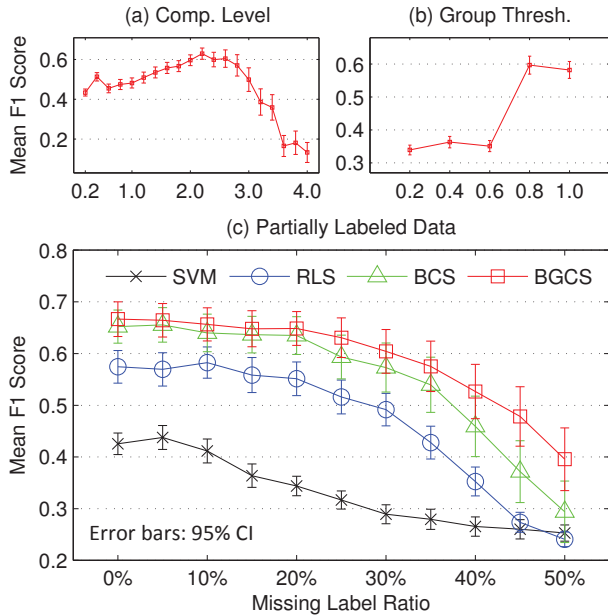 (a) Comp. Level
(b) Group Thresh.
Mean F1 Score
0.6
0.4
0.2
0.2 1.0 2.0 3.0 4.0
0.6
0.5
0.4
0.3
0.2 0.4 0.6 0.8 1.0
(c) Partially Labeled Data
SVM RLS BCS BGCS
Mean F1 Score
0.8
0.7
0.6
0.5
0.4
0.3
0.2
Error bars: 95% CI
0% 10% 20% 30% 40% 50%
Missing Label Ratio